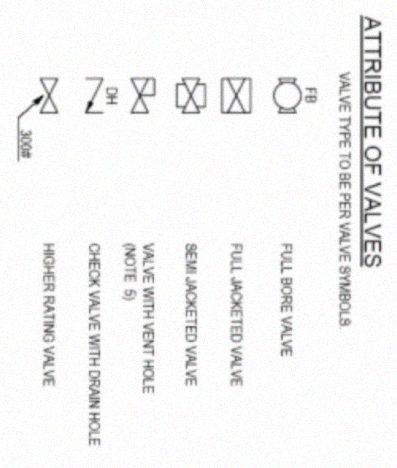 ATTRIBUTE OF VALVES
VALVE TYPE TO BE PER VALVE SYMBOLS.
FB
FULL BORE VALVE
FULL JACKETED VALVE
SEMI JACKETED VALVE
VALVE WITH VENT HOLE
(NOTE 5)
DH
CHECK VALVE WITH DRAIN HOLE
300#
HIGHER RATING VALVE